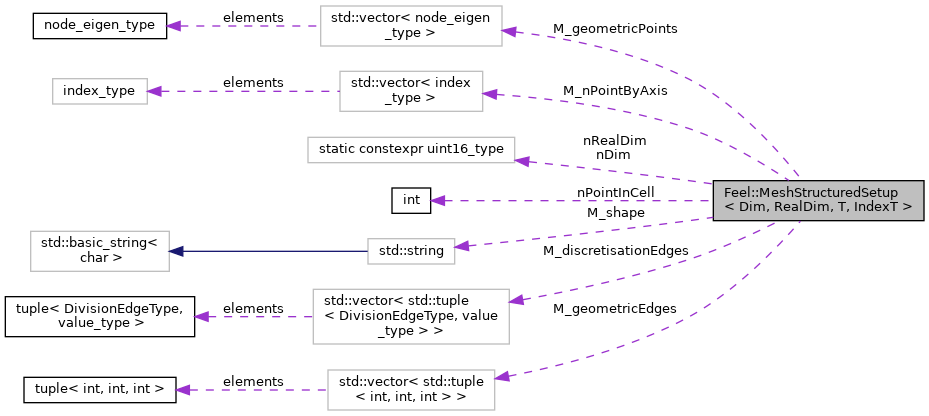 node_eigen_type
elements
std::vector< node_eigen
_type >
M_geometricPoints
index_type
elements
std::vector< index
_type >
M_nPointByAxis
static constexpr uint16_type
nRealDim
nDim
int
nPointInCell
Feel::MeshStructuredSetup
< Dim, RealDim, T, IndexT >
M_shape
std::basic_string<
char >
std::string
M_discretisationEdges
tuple< DivisionEdgeType,
value_type >
elements
std::vector< std::tuple
< DivisionEdgeType, value
_type > >
M_geometricEdges
tuple< int, int, int >
elements
std::vector< std::tuple
< int, int, int > >